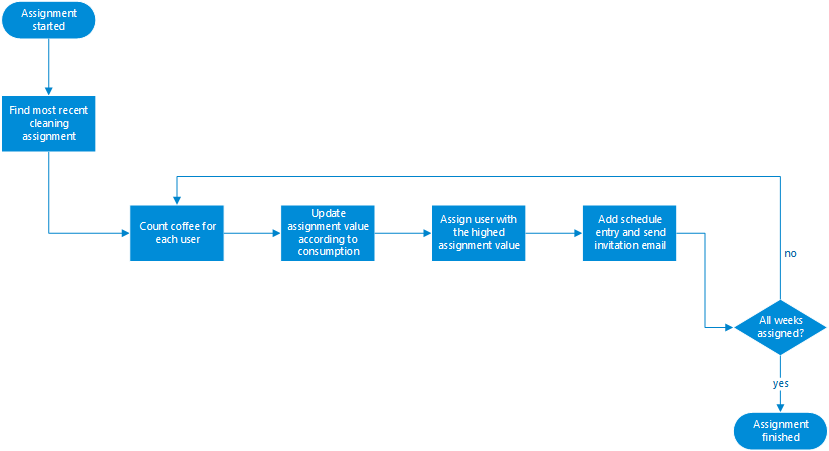 Assignment
started
Find most recent
cleaning
assignment
Count coffee for
each user
Update
assignment value
according to
consumption
Assign user with
the highed
assignment value
Add schedule
entry and send
invitation email
no
All weeks
assigned?
yes
Assignment
finished